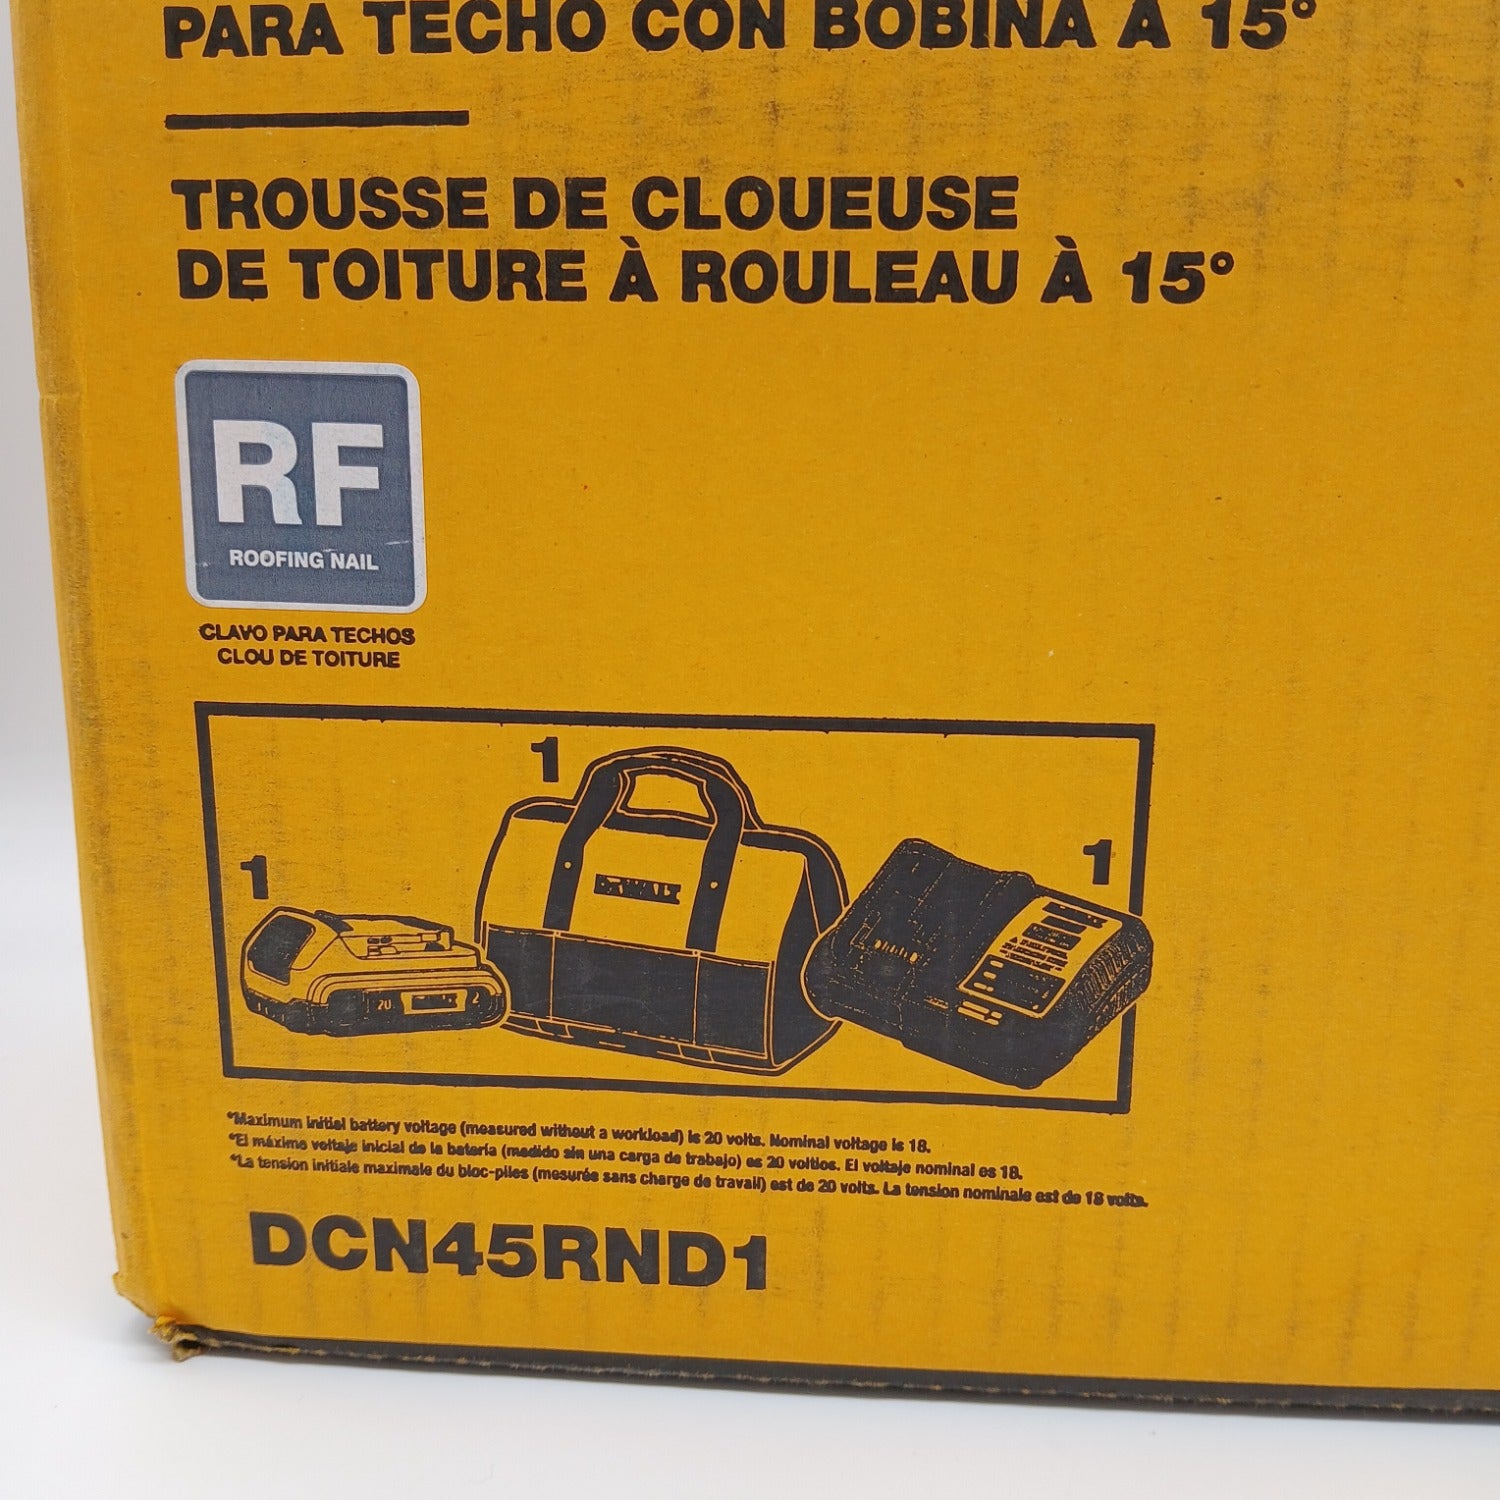 PARA TECHO CON BOBINA A 15°
TROUSSE DE CLOUEUSE
DE TOITURE À ROULEAU À 15°
RF
ROOFING NAIL
CLAVO PARA TECHOS
CLOU DE TOITURE
1
1
1
DEWALT
20
2
*Maximum initial battery voltage (measured without a workload) is 20 volts. Nominal voltage is 18.
*El máximo voltaje inicial de la batería (medido sin una carga de trabajo) es 20 voltios. El voltaje nominal es 18.
*La tension initiale maximale du bloc-piles (mesurée sans charge de travail) est de 20 volts. La tension nominale est de 18 volts.
DCN45RND1